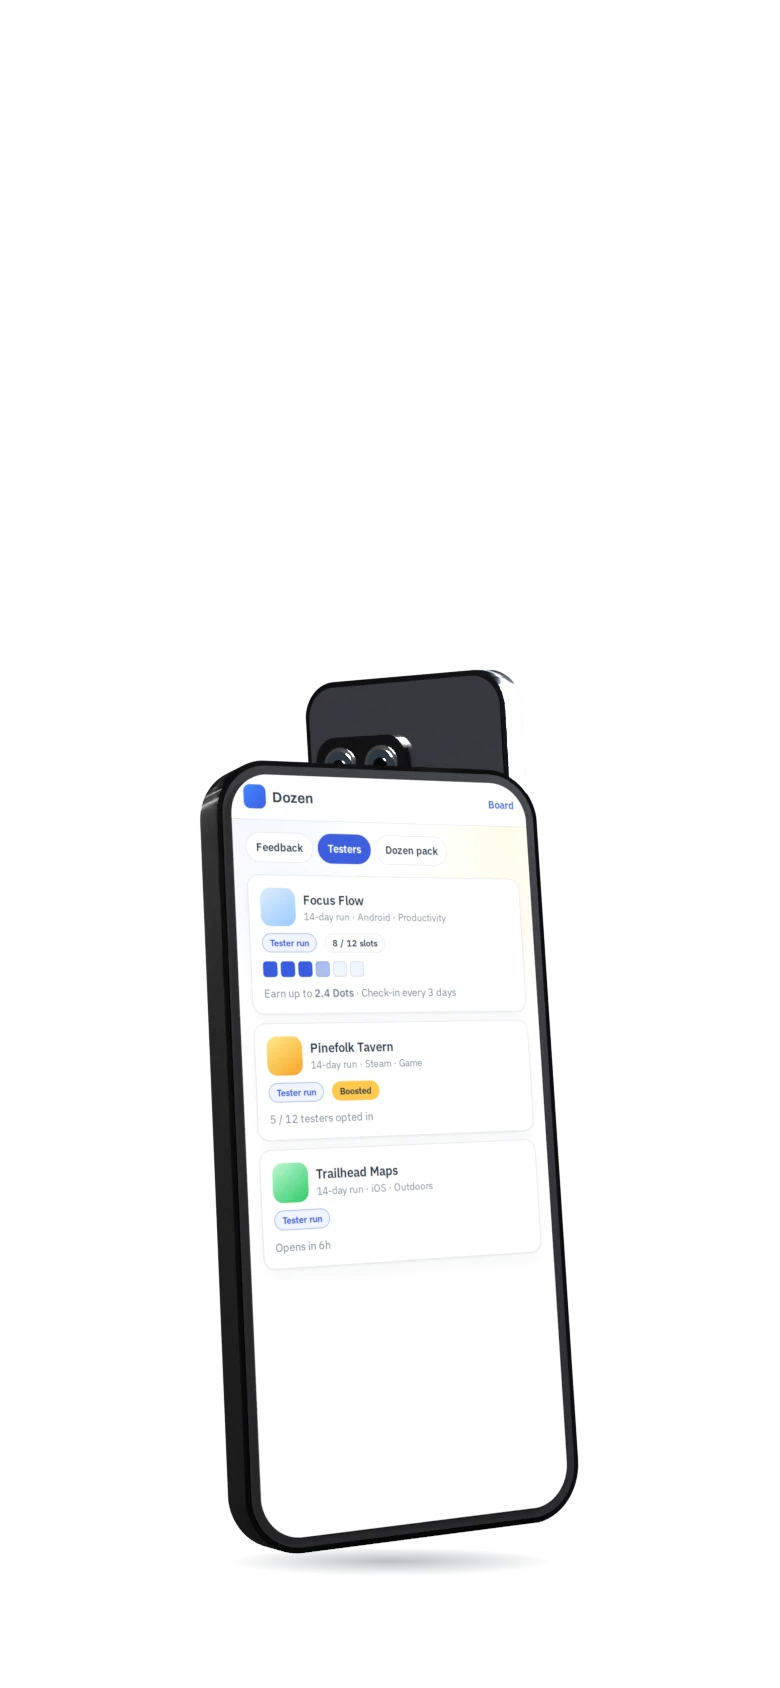 Dozen
Board
Feedback Testers Dozen pack
Focus Flow
14-day run · Android · Productivity
Tester run 8 / 12 slots
Earn up to 2.4 Dots · Check-in every 3 days
Pinefolk Tavern
14-day run · Steam · Game
Tester run Boosted
5 / 12 testers opted in
Trailhead Maps
14-day run · iOS · Outdoors
Tester run
Opens in 6h